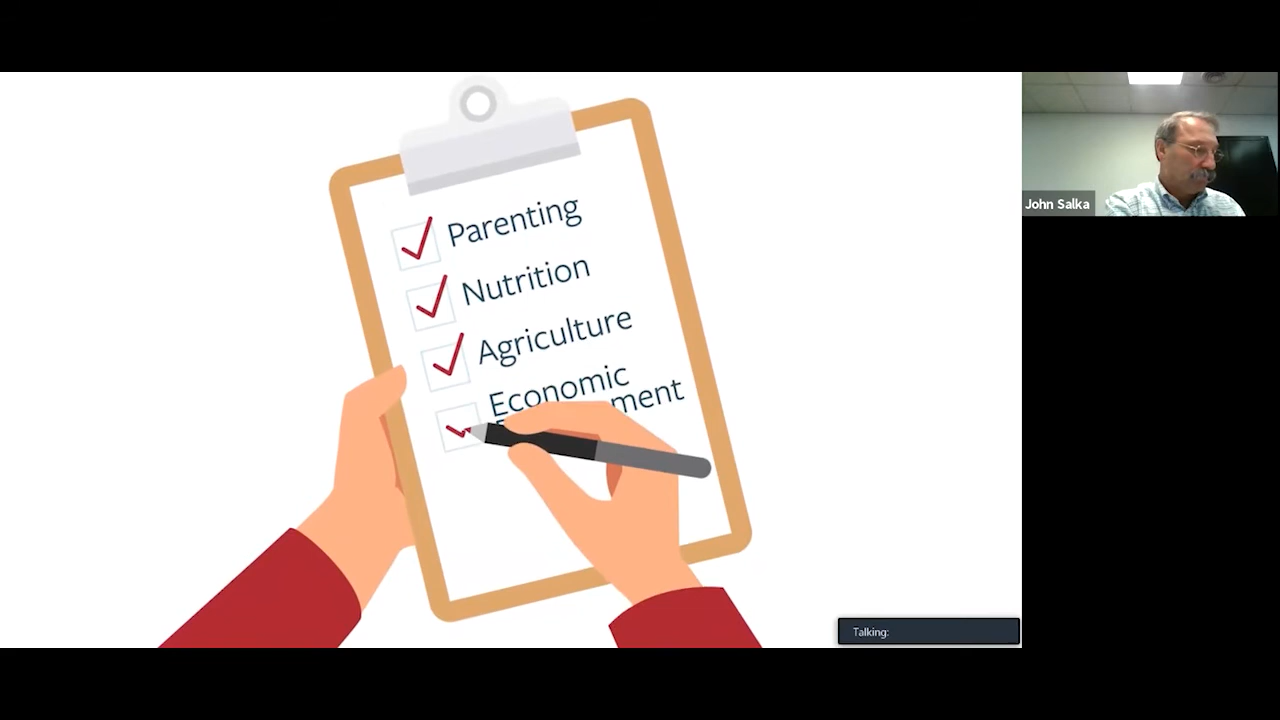 Parenting
Nutrition
Agriculture
Economic
John Salka
Talking: